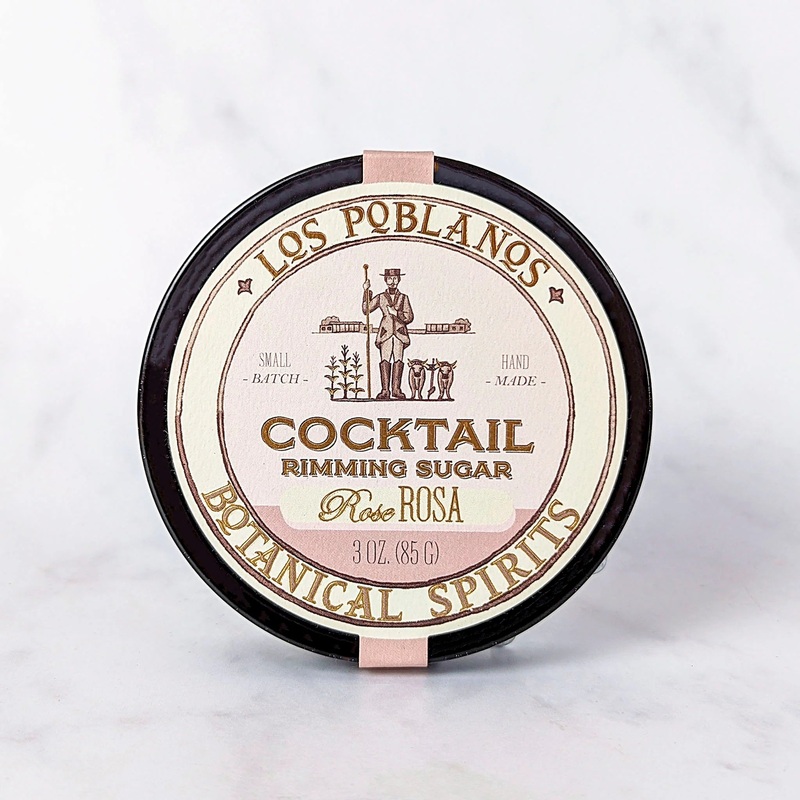 LOS POBLANOS
SMALL
- BATCH -
HAND
- MADE -
COCKTAIL
RIMMING SUGAR
Rose ROSA
3 OZ. (85 G)
BOTANICAL SPIRITS